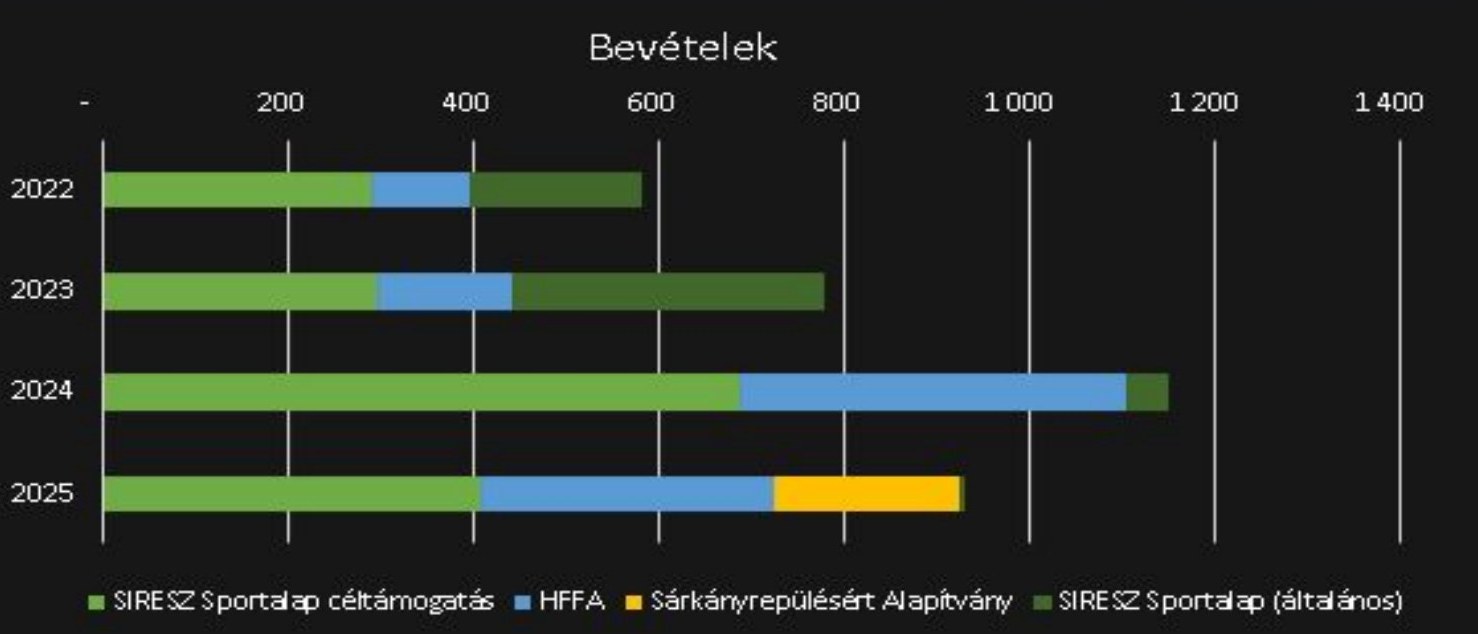 Bevételek
- 200 400 600 800 1 000 1 200 1 400
2022
2023
2024
2025
SIRESZ Sportalap céltámogatás HFFA Sárkányrepülésért Alapítvány SIRESZ Sportalap (általános)